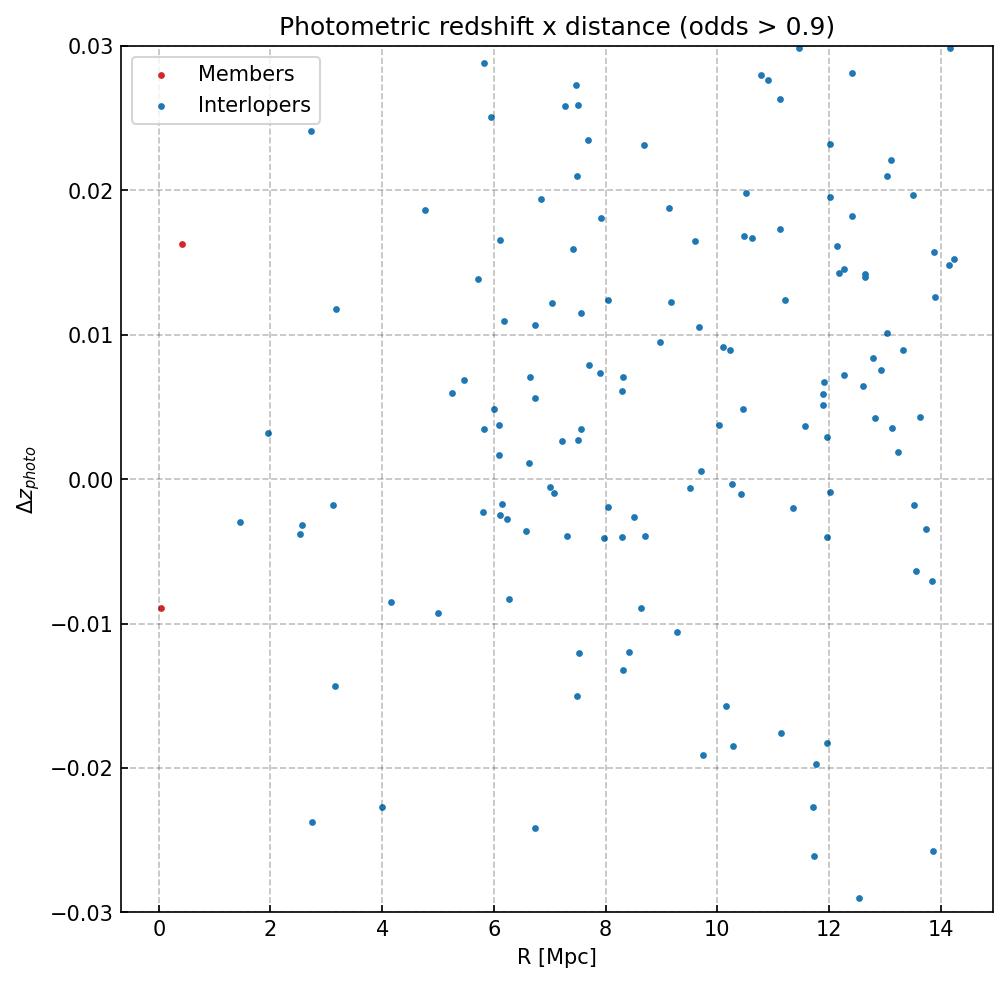 Photometric redshift x distance (odds > 0.9)
Members
Interlopers
0.03
0.02
0.01
0.00
−0.01
−0.02
−0.03
Δz_photo
0 2 4 6 8 10 12 14
R [Mpc]